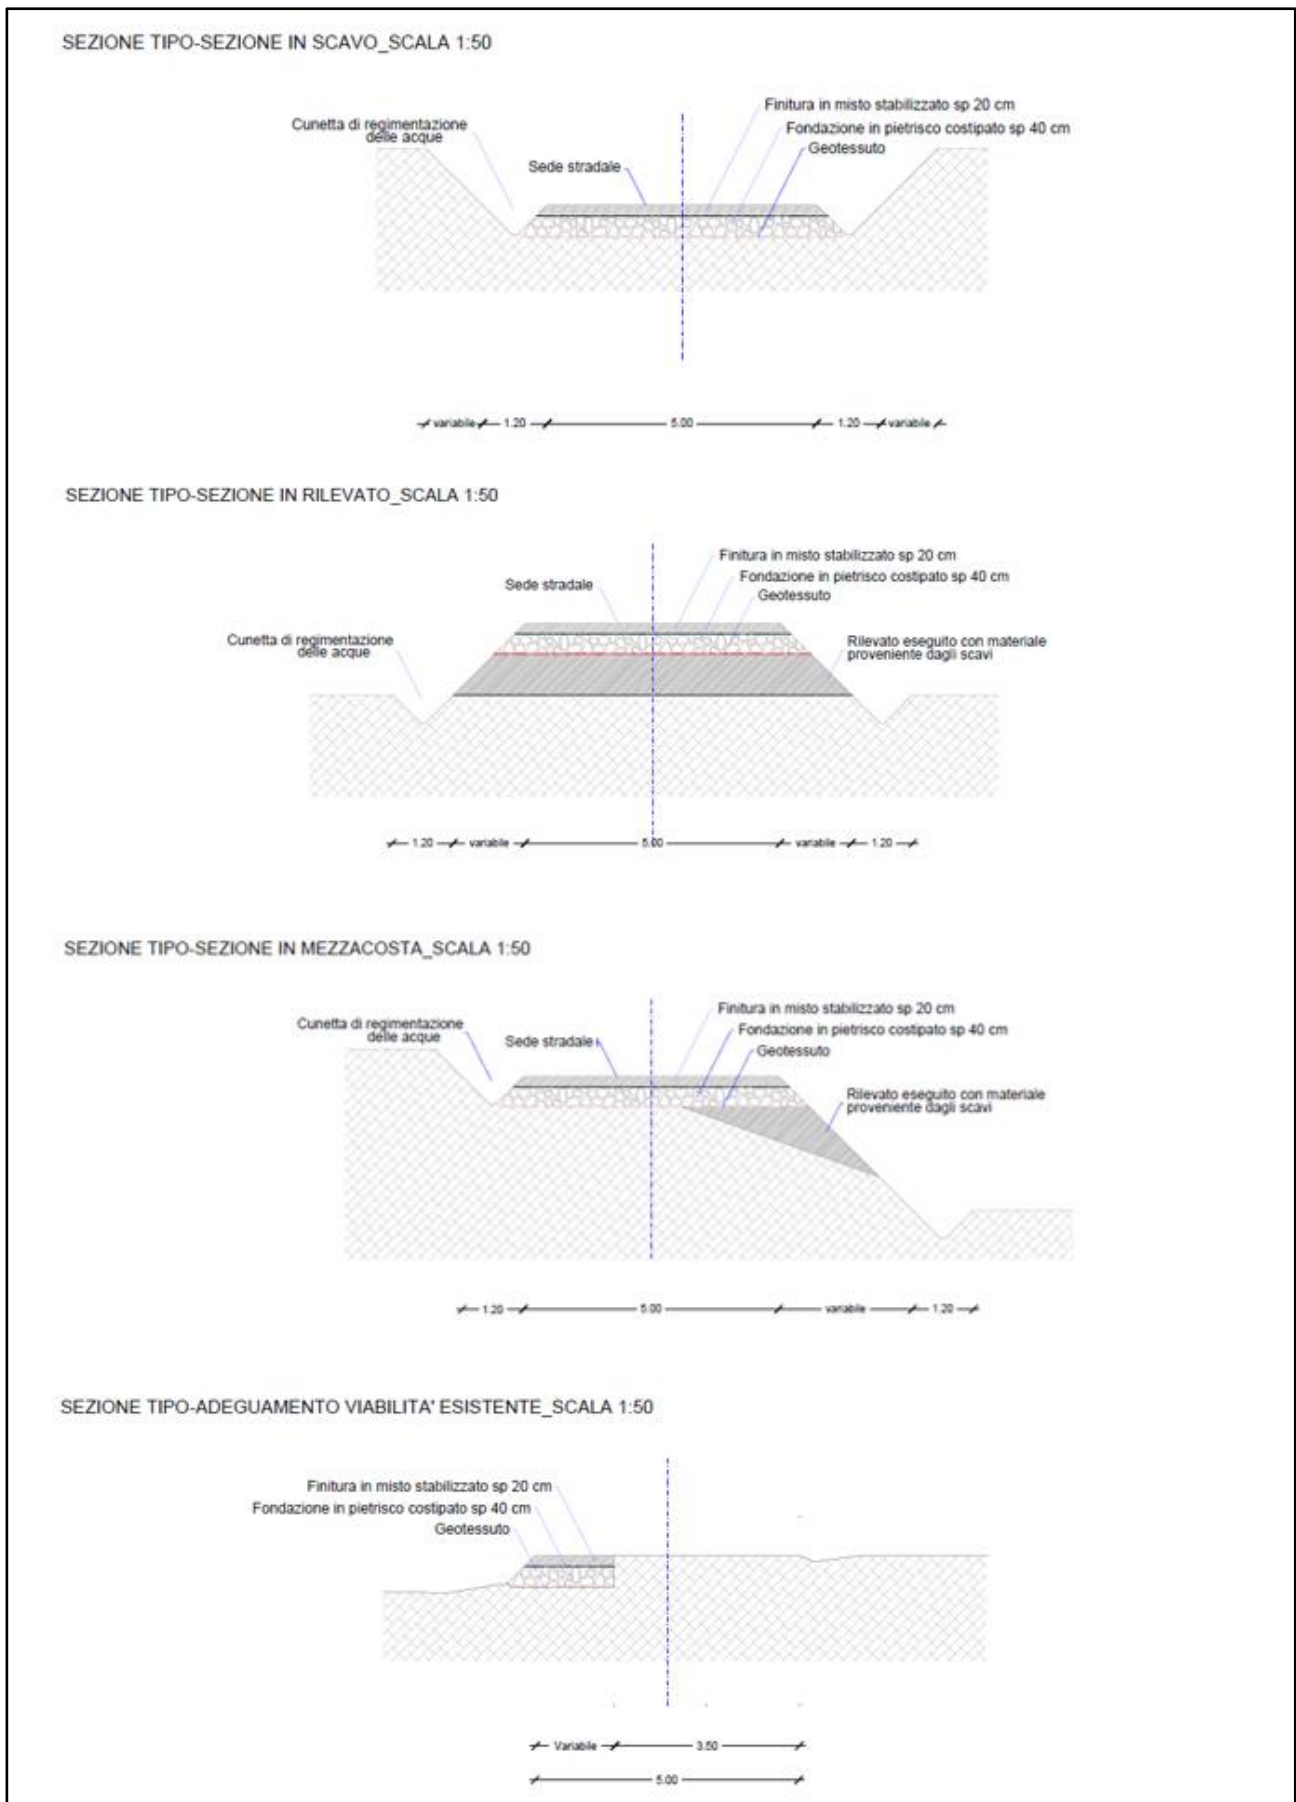 SEZIONE TIPO-SEZIONE IN SCAVO_SCALA 1:50
Finitura in misto stabilizzato sp 20 cm
Cunetta di regimentazione
delle acque
Fondazione in pietrisco costipato sp 40 cm
Geotessuto
Sede stradale
variabile 1.20 5.00 1.20 variabile
SEZIONE TIPO-SEZIONE IN RILEVATO_SCALA 1:50
Finitura in misto stabilizzato sp 20 cm
Fondazione in pietrisco costipato sp 40 cm
Sede stradale
Geotessuto
Cunetta di regimentazione
delle acque
Rilevato eseguito con materiale
proveniente dagli scavi
1.20 variabile 5.00 variabile 1.20
SEZIONE TIPO-SEZIONE IN MEZZACOSTA_SCALA 1:50
Finitura in misto stabilizzato sp 20 cm
Cunetta di regimentazione
delle acque
Fondazione in pietrisco costipato sp 40 cm
Sede stradale
Geotessuto
Rilevato eseguito con materiale
proveniente dagli scavi
1.20 5.00 variabile 1.20
SEZIONE TIPO-ADEGUAMENTO VIABILITA' ESISTENTE_SCALA 1:50
Finitura in misto stabilizzato sp 20 cm
Fondazione in pietrisco costipato sp 40 cm
Geotessuto
Variabile 3.50
5.00